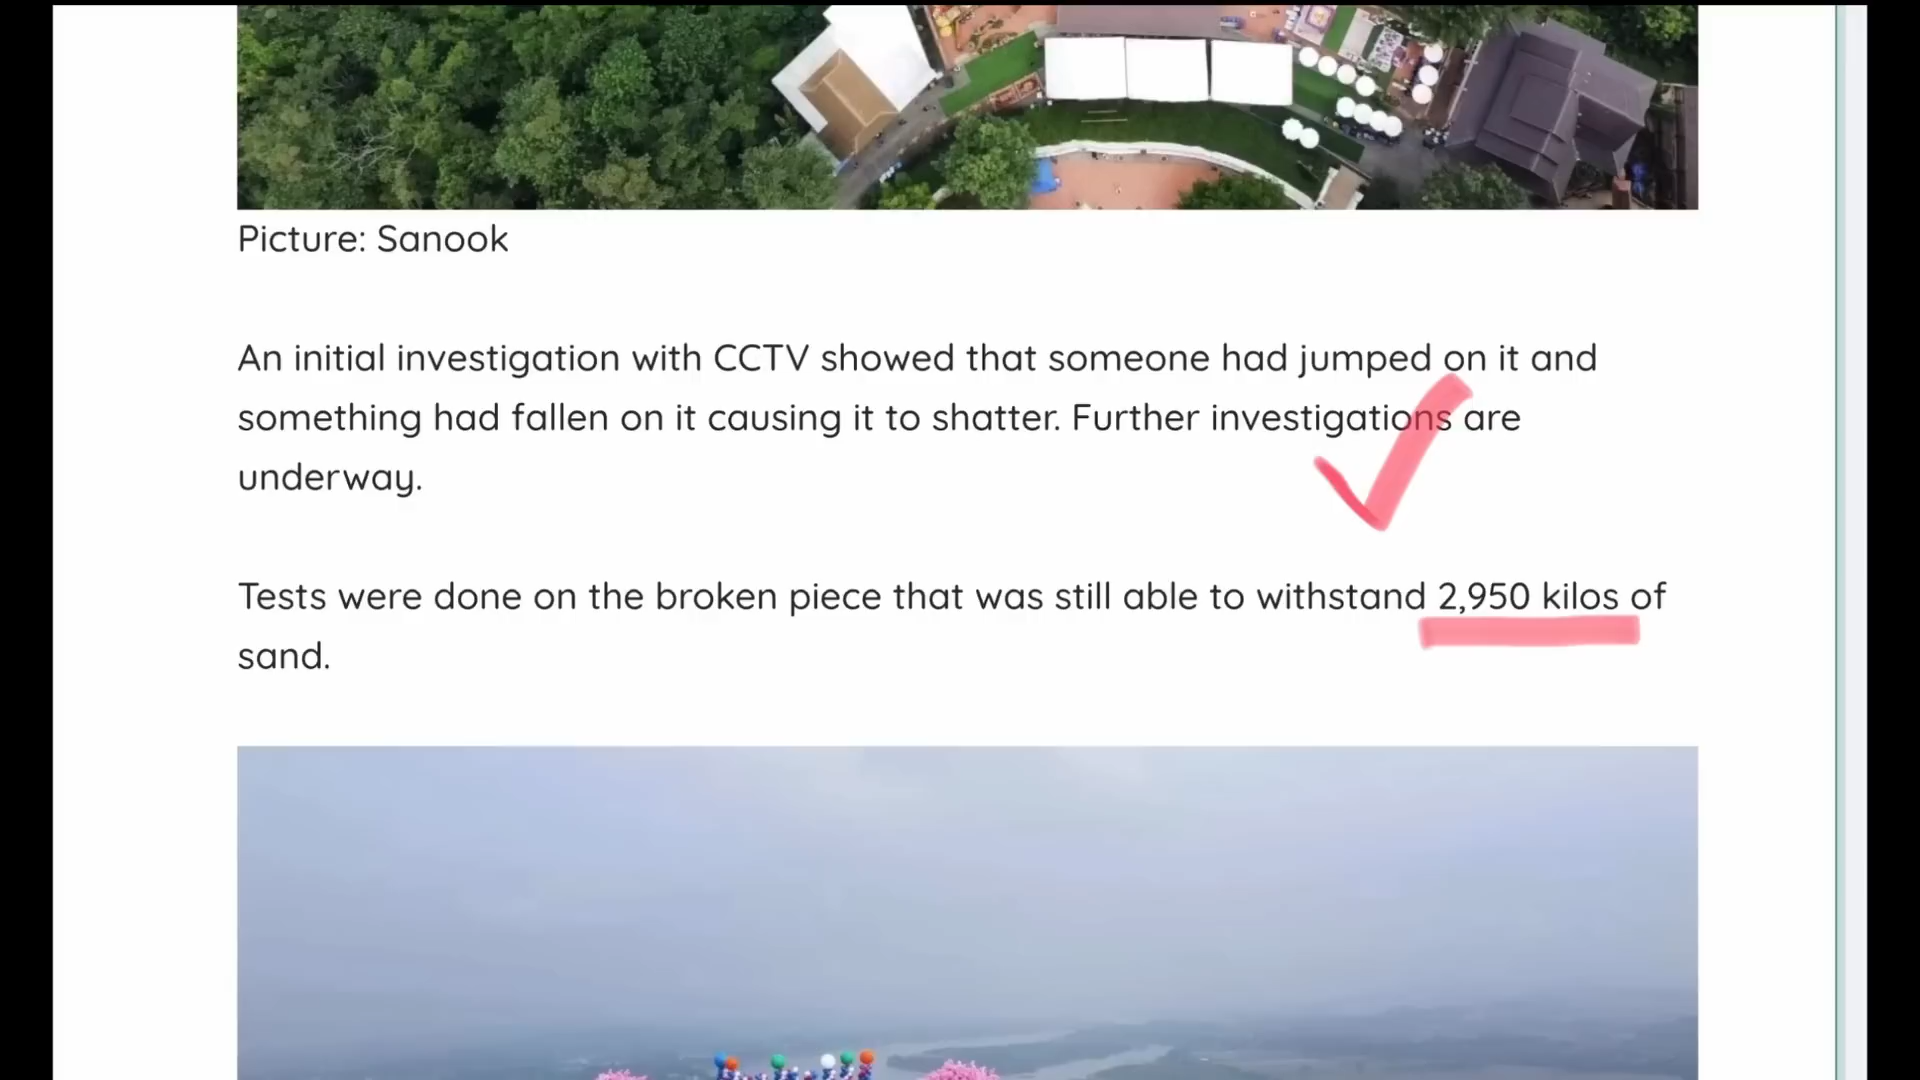 Picture: Sanook
An initial investigation with CCTV showed that someone had jumped on it and
something had fallen on it causing it to shatter. Further investigations are
underway.
Tests were done on the broken piece that was still able to withstand 2,950 kilos of
sand.